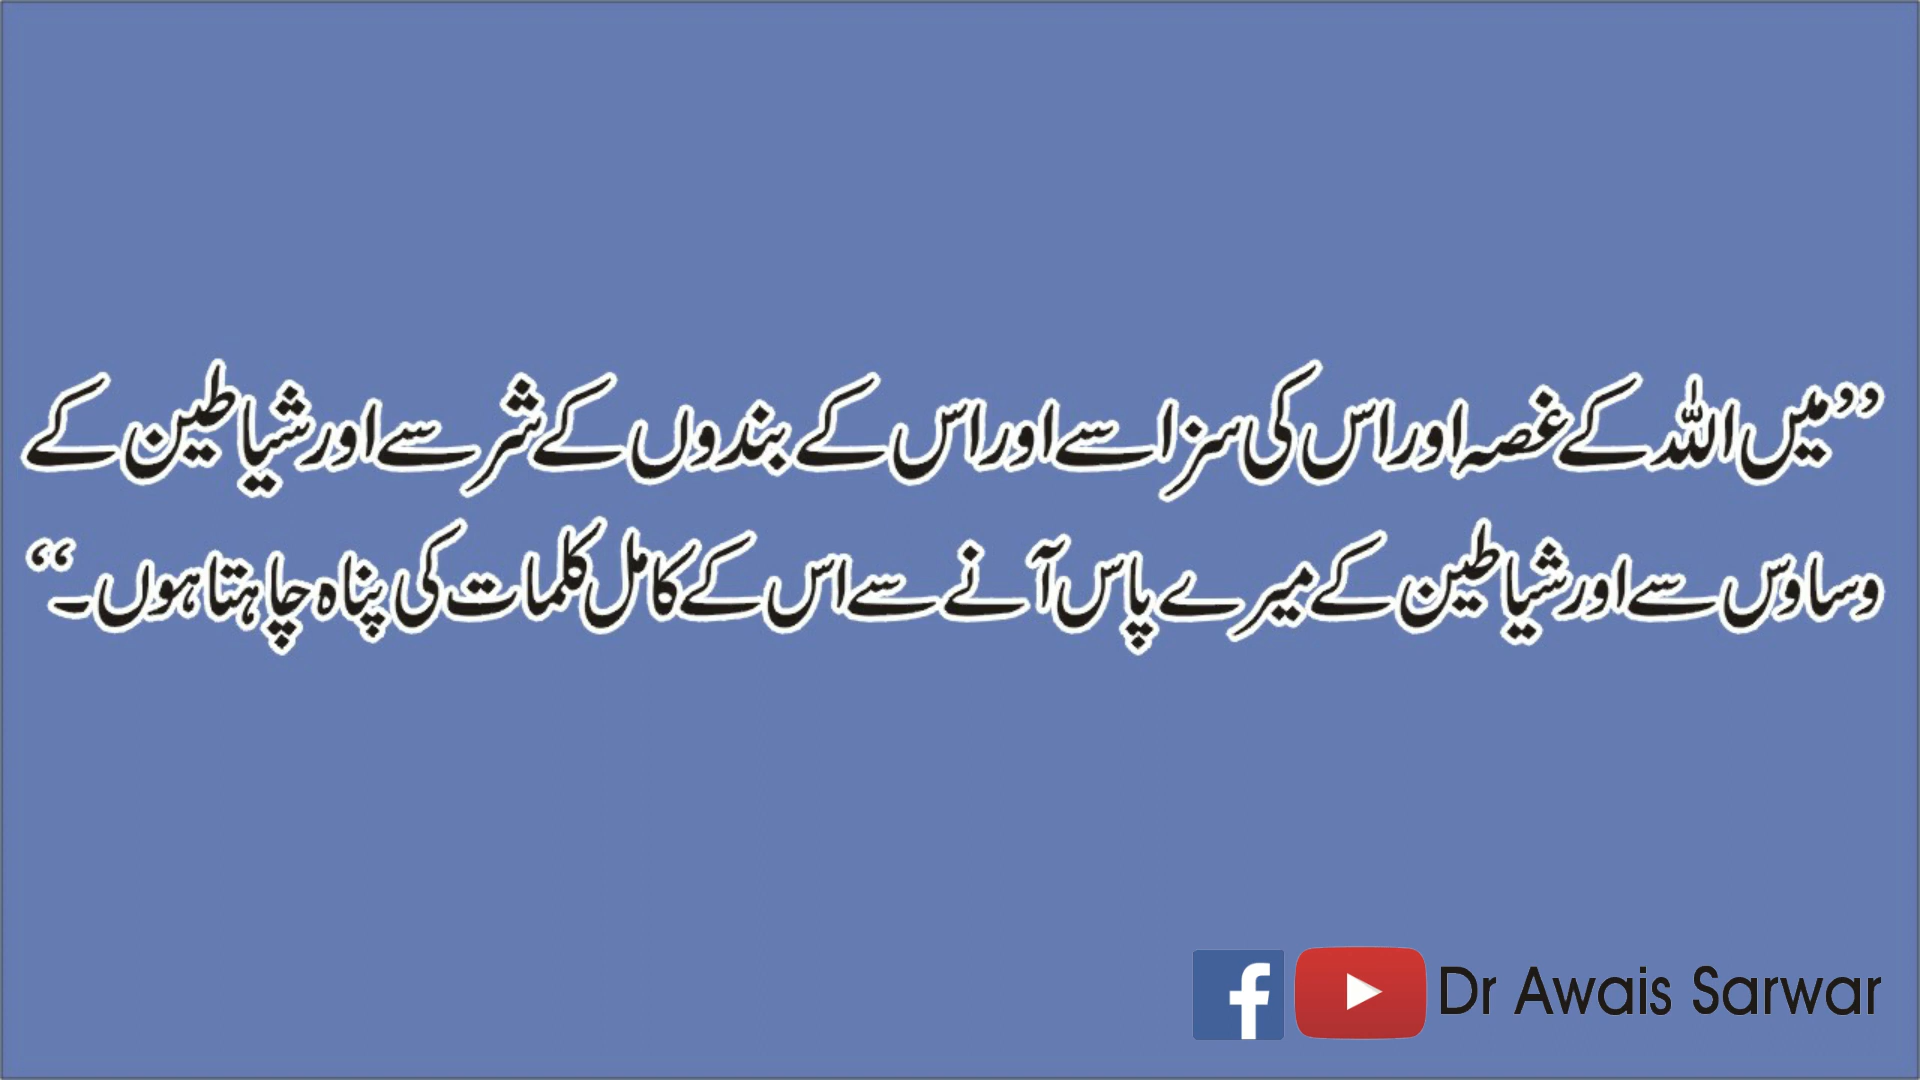 ”میں اللہ کے غصہ اور اس کی سزا سے اور اس کے بندوں کے شر سے اور شیاطین کے
وساوس سے اور شیاطین کے میرے پاس آنے سے اس کے کامل کلمات کی پناہ چاہتا ہوں۔“
Dr Awais Sarwar